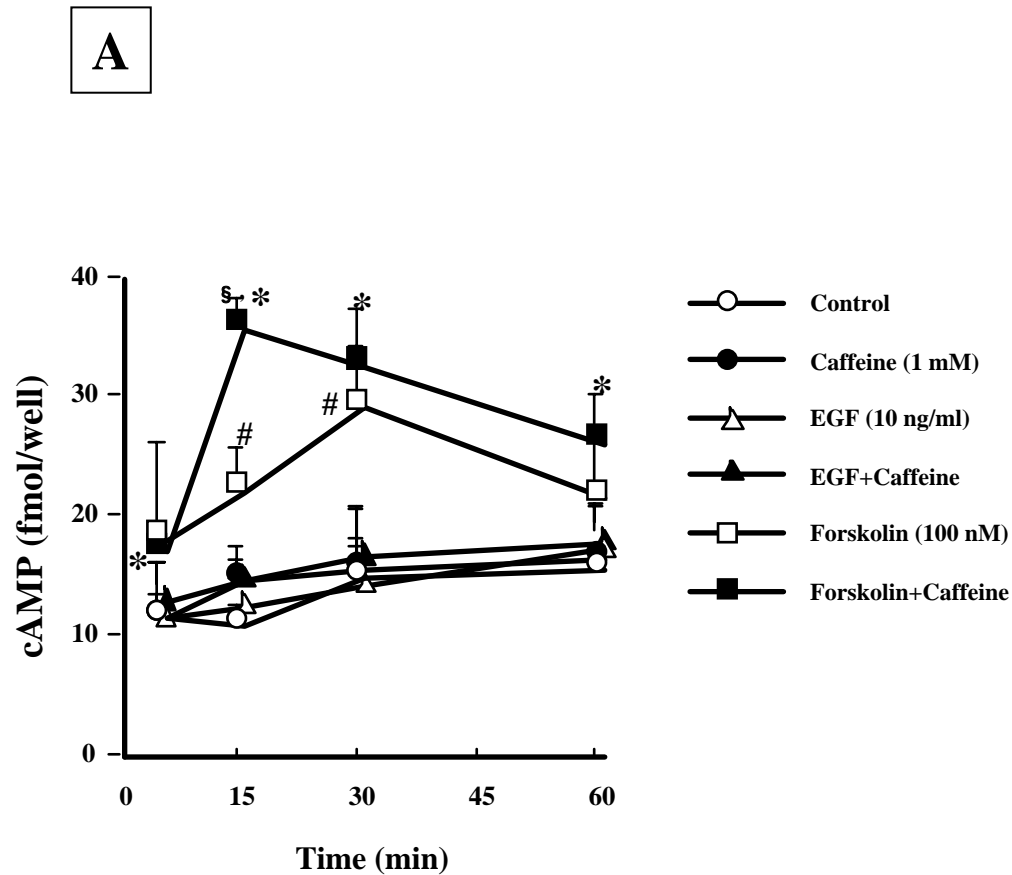 A
40
30
20
10
0
cAMP (fmol/well)
§, *
*
*
#
#
*
0 15 30 45 60
Time (min)
Control
Caffeine (1 mM)
EGF (10 ng/ml)
EGF+Caffeine
Forskolin (100 nM)
Forskolin+Caffeine